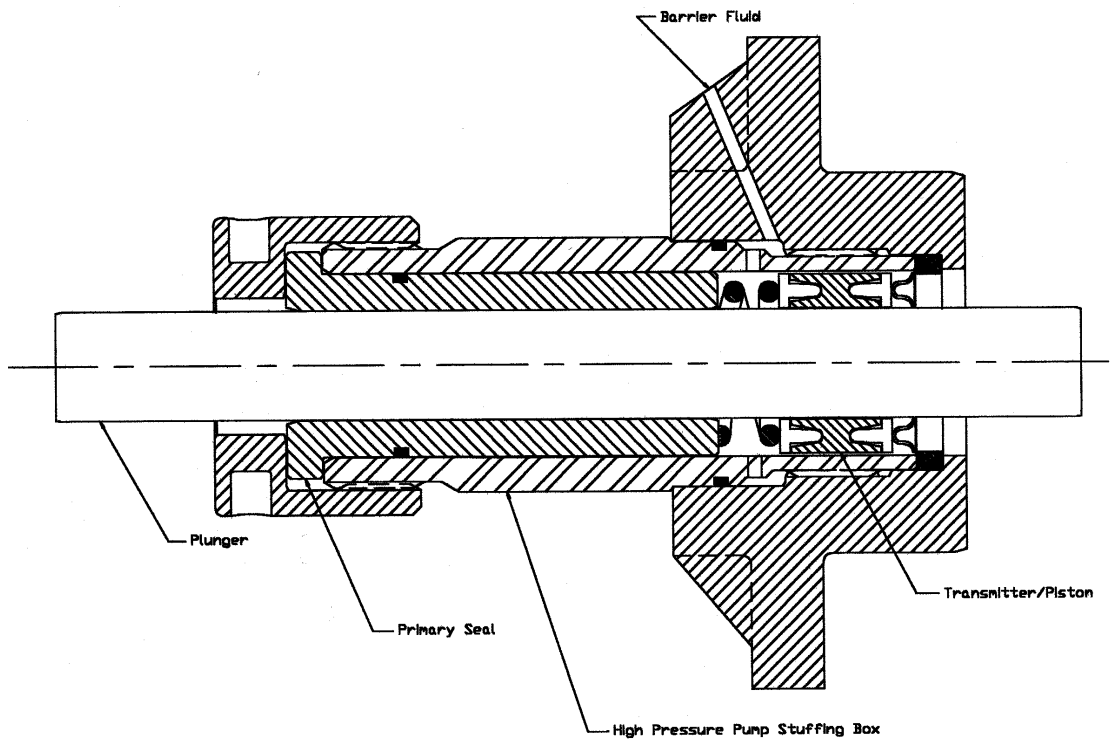 Barrier Fluid
Plunger
Transmitter/Piston
Primary Seal
High Pressure Pump Stuffing Box